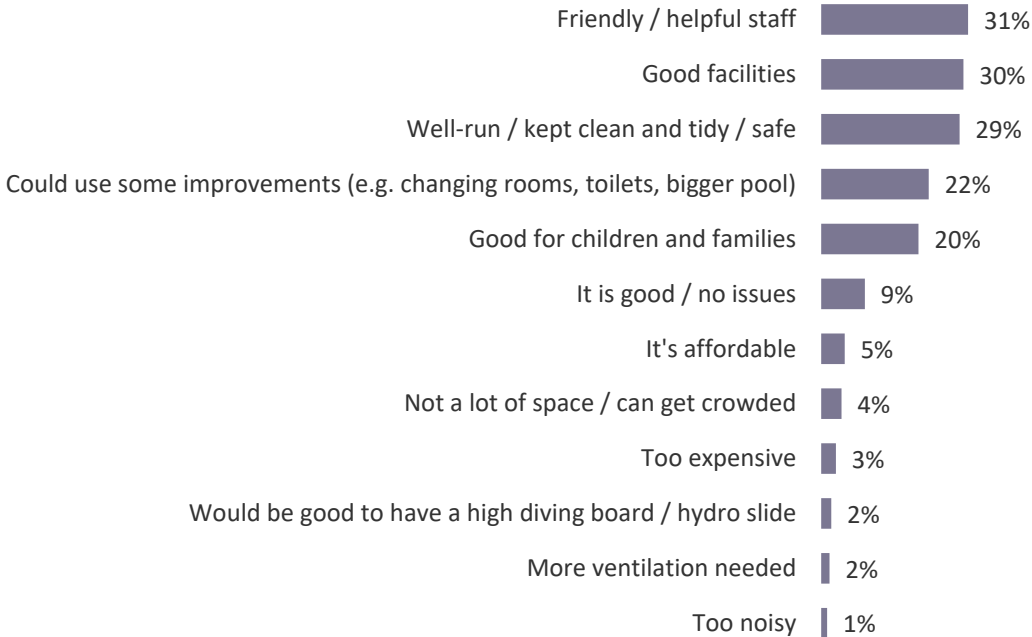 Friendly / helpful staff 31%
Good facilities 30%
Well-run / kept clean and tidy / safe 29%
Could use some improvements (e.g. changing rooms, toilets, bigger pool) 22%
Good for children and families 20%
It is good / no issues 9%
It's affordable 5%
Not a lot of space / can get crowded 4%
Too expensive 3%
Would be good to have a high diving board / hydro slide 2%
More ventilation needed 2%
Too noisy 1%